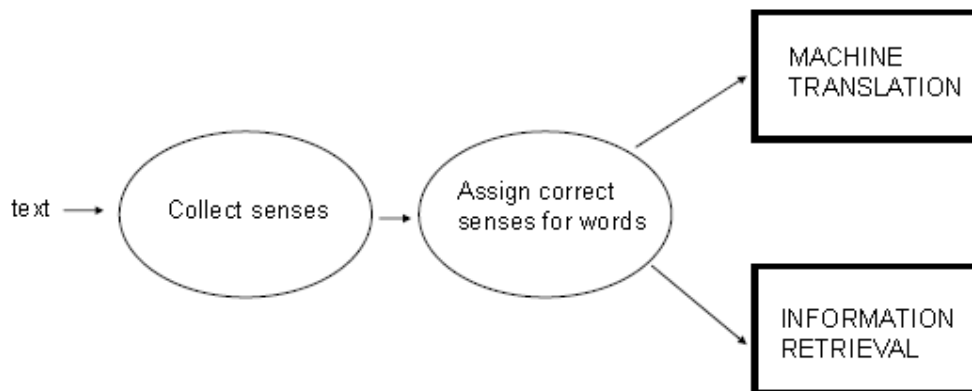 text
Collect senses
Assign correct
senses for words
MACHINE
TRANSLATION
INFORMATION
RETRIEVAL